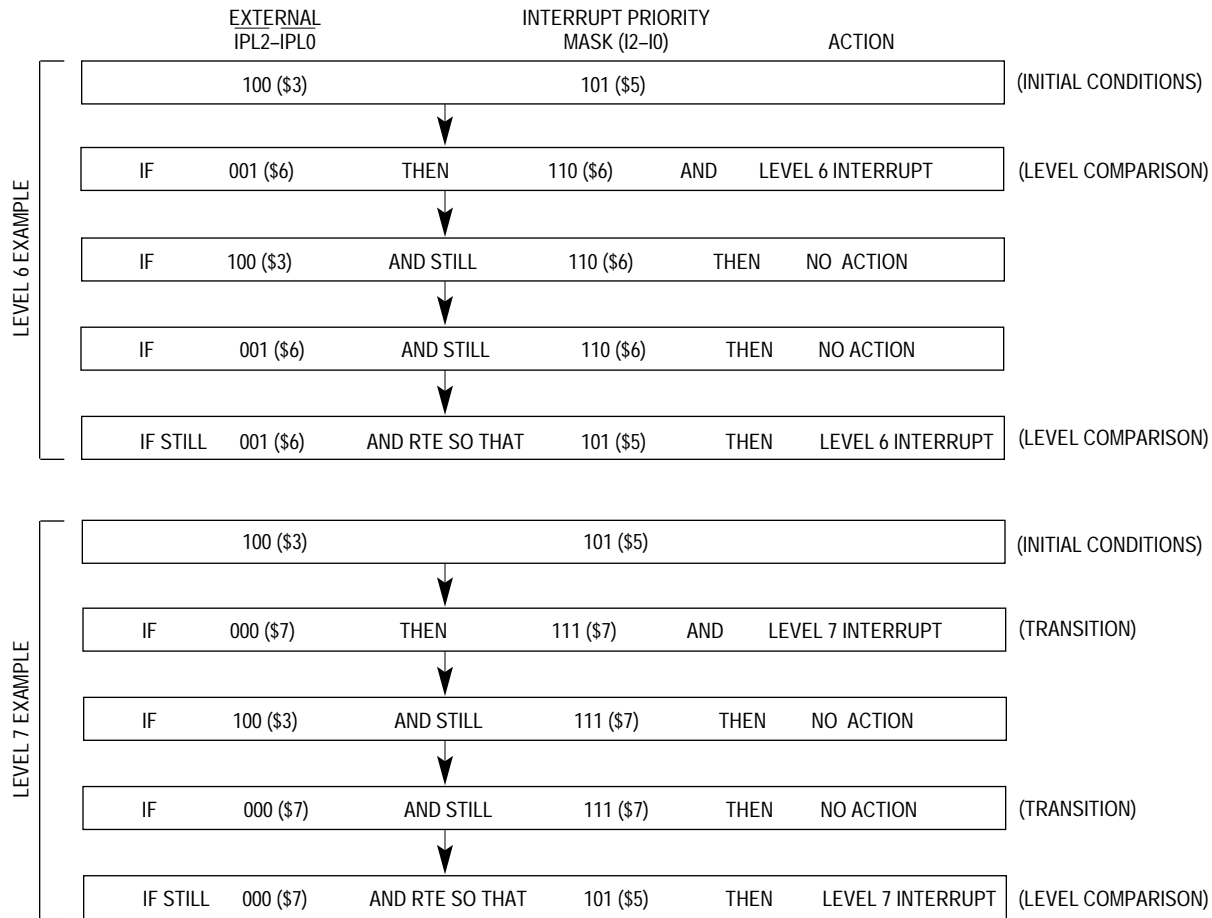 EXTERNAL INTERRUPT PRIORITY
IPL2–IPL0 MASK (I2–I0) ACTION
100 ($3) 101 ($5) (INITIAL CONDITIONS)
IF 001 ($6) THEN 110 ($6) AND LEVEL 6 INTERRUPT (LEVEL COMPARISON)
IF 100 ($3) AND STILL 110 ($6) THEN NO ACTION
IF 001 ($6) AND STILL 110 ($6) THEN NO ACTION
IF STILL 001 ($6) AND RTE SO THAT 101 ($5) THEN LEVEL 6 INTERRUPT (LEVEL COMPARISON)
LEVEL 6 EXAMPLE
100 ($3) 101 ($5) (INITIAL CONDITIONS)
IF 000 ($7) THEN 111 ($7) AND LEVEL 7 INTERRUPT (TRANSITION)
IF 100 ($3) AND STILL 111 ($7) THEN NO ACTION
IF 000 ($7) AND STILL 111 ($7) THEN NO ACTION (TRANSITION)
IF STILL 000 ($7) AND RTE SO THAT 101 ($5) THEN LEVEL 7 INTERRUPT (LEVEL COMPARISON)
LEVEL 7 EXAMPLE